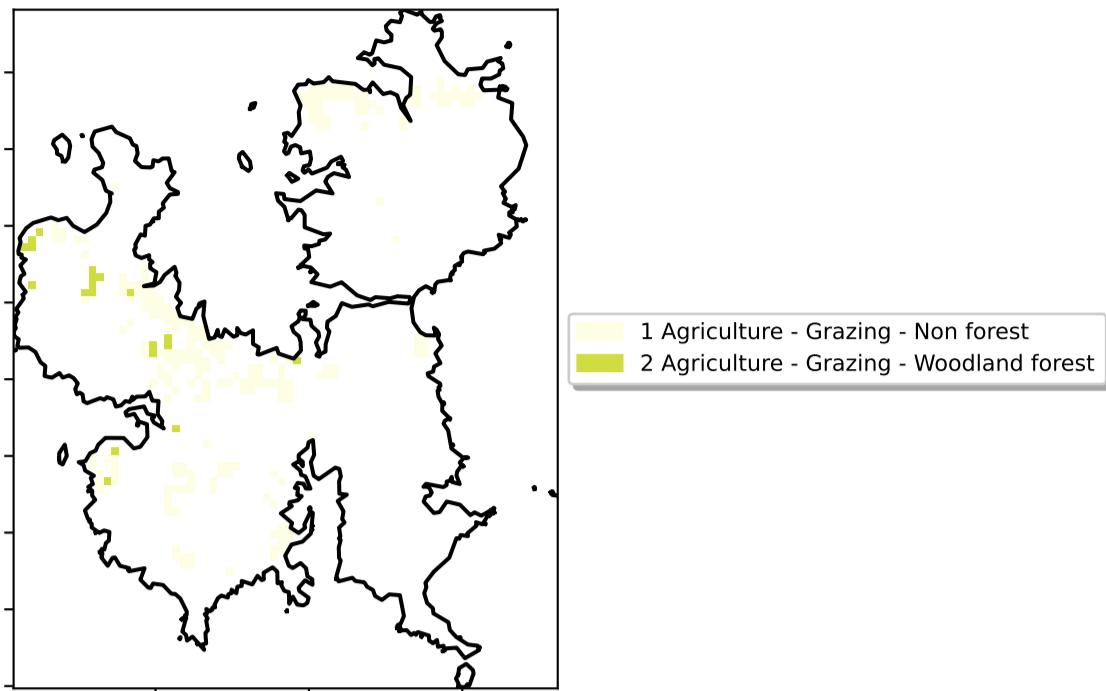 1 Agriculture - Grazing - Non forest
2 Agriculture - Grazing - Woodland forest